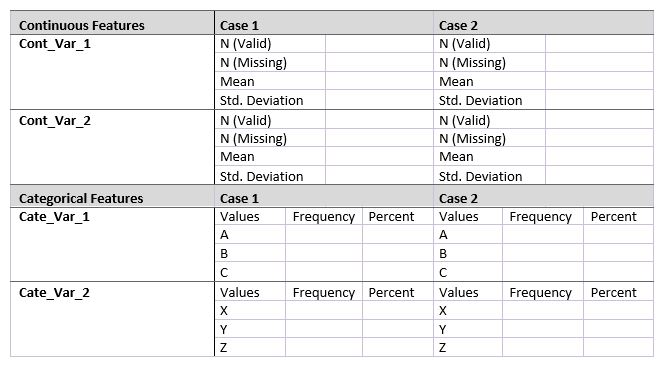 Continuous Features Case 1 Case 2
Cont_Var_1 N (Valid) N (Valid)
N (Missing) N (Missing)
Mean Mean
Std. Deviation Std. Deviation
Cont_Var_2 N (Valid) N (Valid)
N (Missing) N (Missing)
Mean Mean
Std. Deviation Std. Deviation
Categorical Features Case 1 Case 2
Cate_Var_1 Values Frequency Percent Values Frequency Percent
A A
B B
C C
Cate_Var_2 Values Frequency Percent Values Frequency Percent
X X
Y Y
Z Z